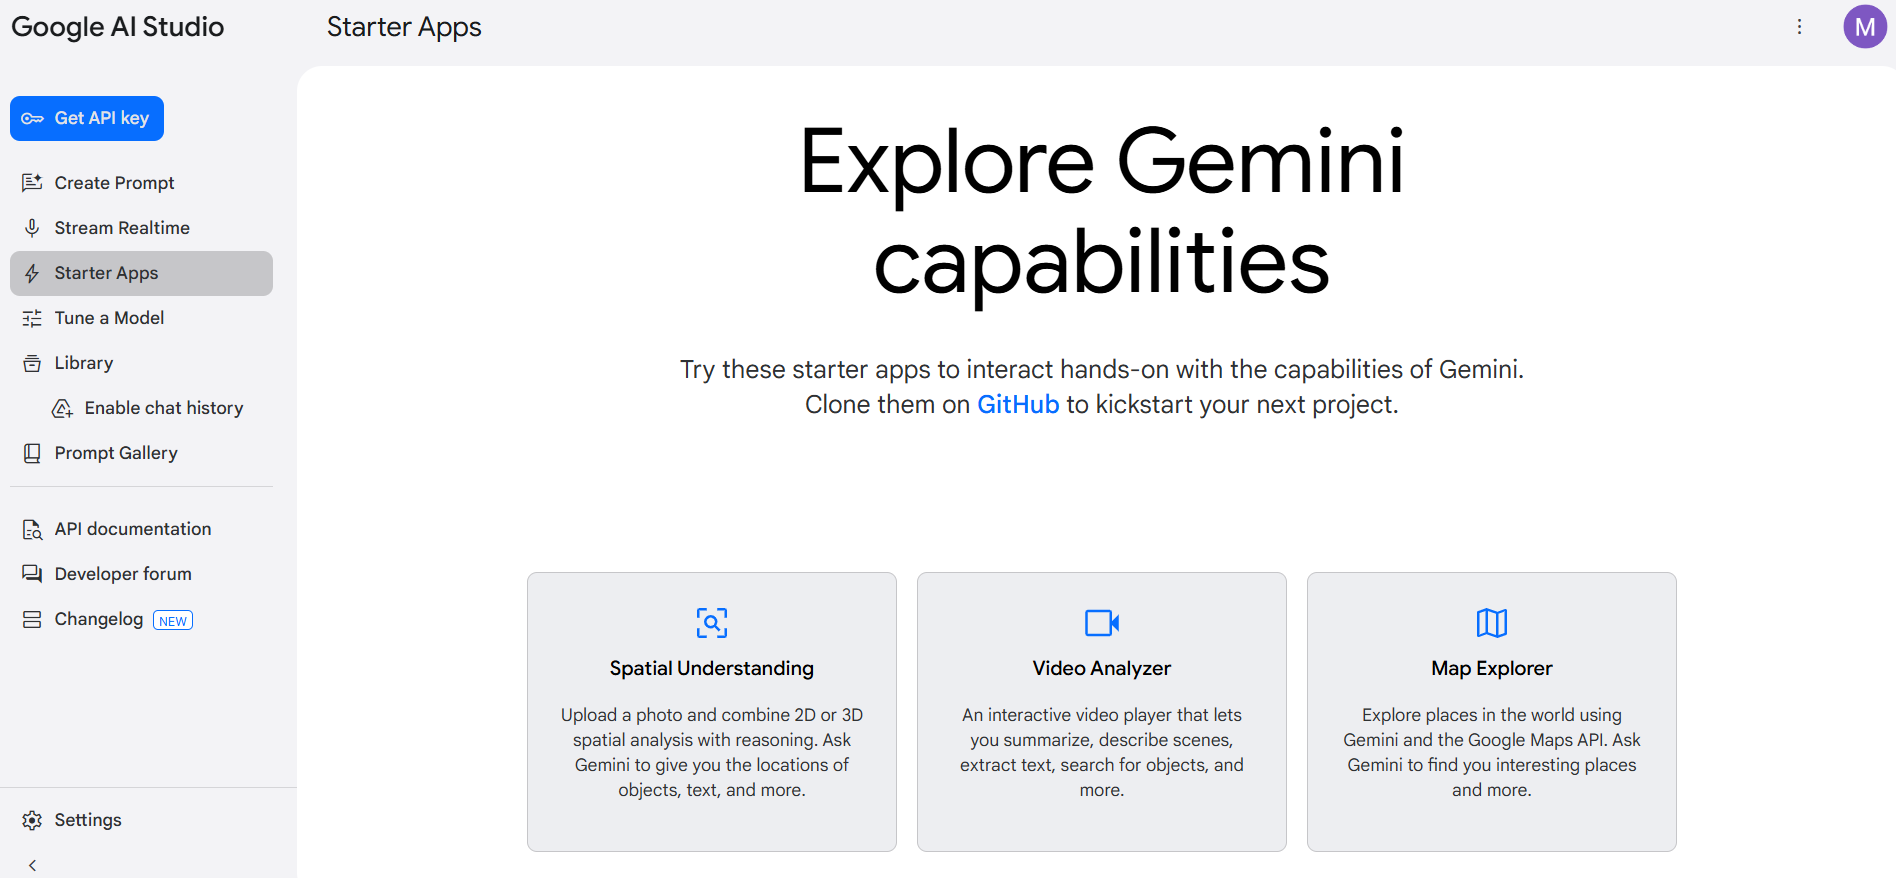 Google AI Studio
Starter Apps
M
Get API key
Create Prompt
Stream Realtime
Starter Apps
Tune a Model
Library
Enable chat history
Prompt Gallery
API documentation
Developer forum
Changelog NEW
Settings
Explore Gemini
capabilities
Try these starter apps to interact hands-on with the capabilities of Gemini.
Clone them on GitHub to kickstart your next project.
Spatial Understanding
Upload a photo and combine 2D or 3D
spatial analysis with reasoning. Ask
Gemini to give you the locations of
objects, text, and more.
Video Analyzer
An interactive video player that lets
you summarize, describe scenes,
extract text, search for objects, and
more.
Map Explorer
Explore places in the world using
Gemini and the Google Maps API. Ask
Gemini to find you interesting places
and more.